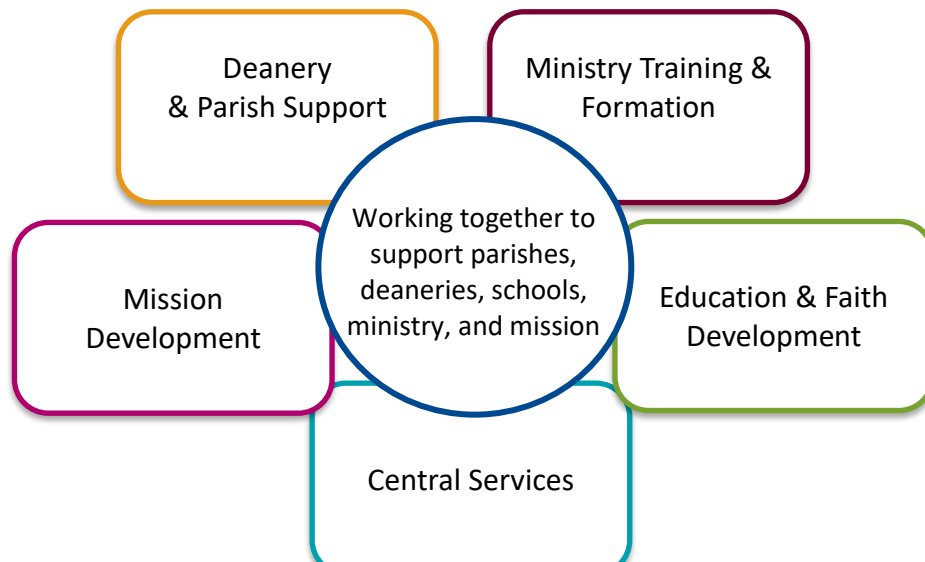 Deanery
& Parish Support
Ministry Training &
Formation
Working together to
support parishes,
deaneries, schools,
ministry, and mission
Mission
Development
Education & Faith
Development
Central Services